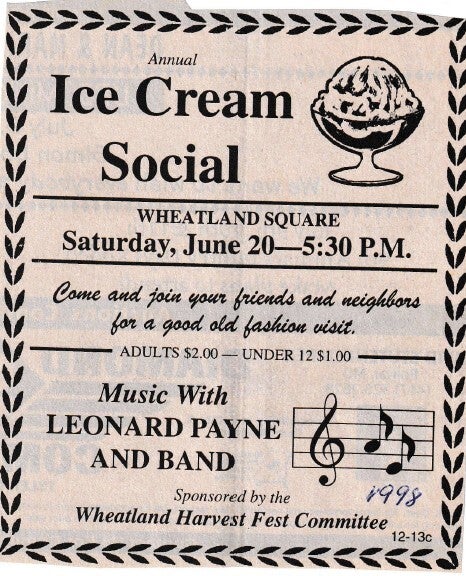 Annual
Ice Cream
Social
WHEATLAND SQUARE
Saturday, June 20—5:30 P.M.
Come and join your friends and neighbors
for a good old fashion visit.
ADULTS $2.00 — UNDER 12 $1.00
Music With
LEONARD PAYNE
AND BAND
Sponsored by the
1998
Wheatland Harvest Fest Committee
12-13c